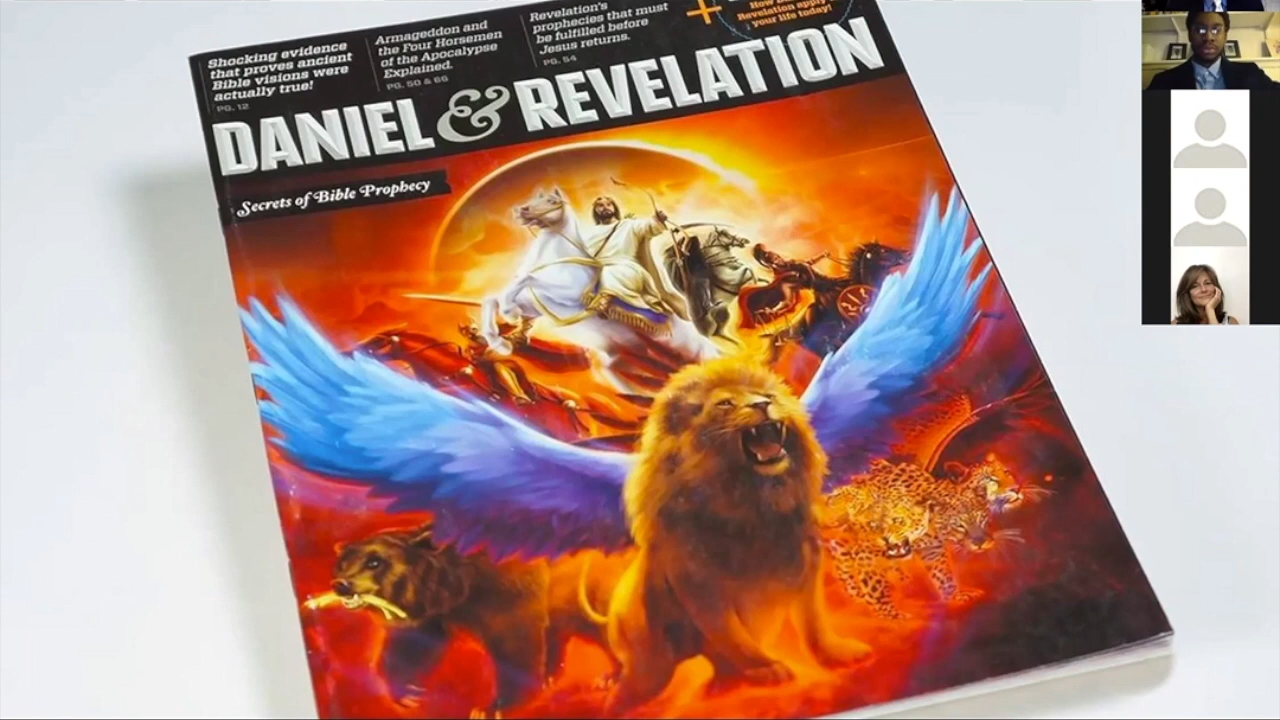 Shocking evidence
that proves ancient
Bible visions were
actually true!
PG. 12
Armageddon and
the Four Horsemen
of the Apocalypse
Explained.
PG. 50 & 66
Revelation's
prophecies that must
be fulfilled before
Jesus returns.
PG. 54
+
Revelation apply
your life today!
DANIEL & REVELATION
Secrets of Bible Prophecy